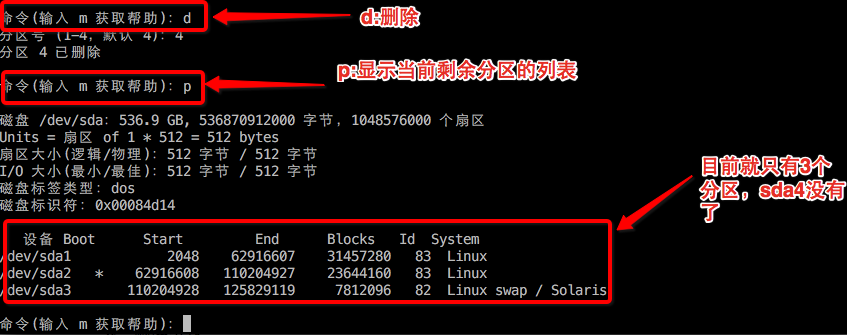 命令(输入 m 获取帮助): d
d:删除
分区号 (1-4, 默认 4): 4
分区 4 已删除
命令(输入 m 获取帮助): p
p:显示当前剩余分区的列表
磁盘 /dev/sda: 536.9 GB, 536870912000 字节, 1048576000 个扇区
Units = 扇区 of 1 * 512 = 512 bytes
扇区大小(逻辑/物理): 512 字节 / 512 字节
I/O 大小(最小/最佳): 512 字节 / 512 字节
磁盘标签类型: dos
磁盘标识符: 0x00084d14
目前就只有3个
分区，sda4没有
了
设备 Boot Start End Blocks Id System
/dev/sda1 2048 62916607 31457280 83 Linux
/dev/sda2 * 62916608 110204927 23644160 83 Linux
/dev/sda3 110204928 125829119 7812096 82 Linux swap / Solaris
命令(输入 m 获取帮助):